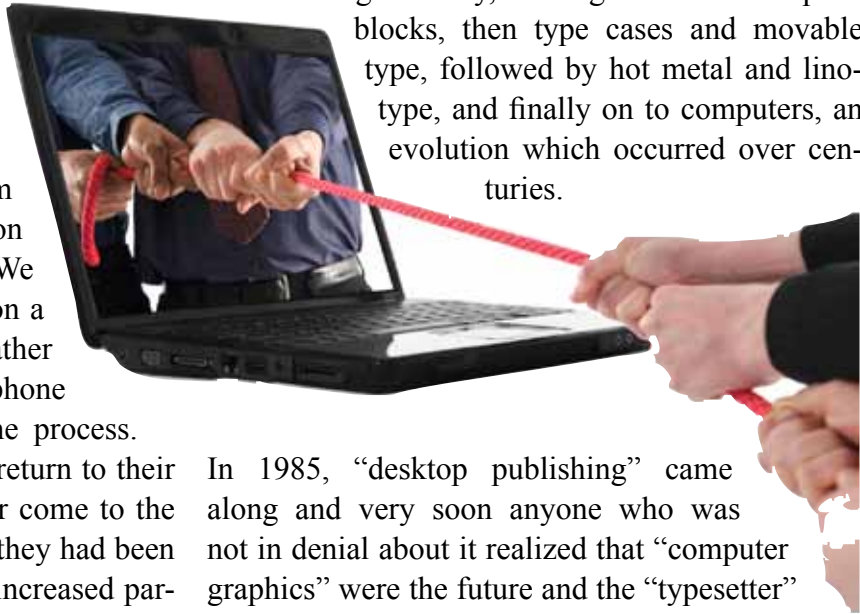 on
We
on a
ather
phone
he process.
return to their
r come to the
they had been
increased par-
blocks, then type cases and movable
type, followed by hot metal and lino-
type, and finally on to computers, an
evolution which occurred over cen-
turies.
In 1985, “desktop publishing” came
along and very soon anyone who was
not in denial about it realized that “computer
graphics” were the future and the “typesetter”